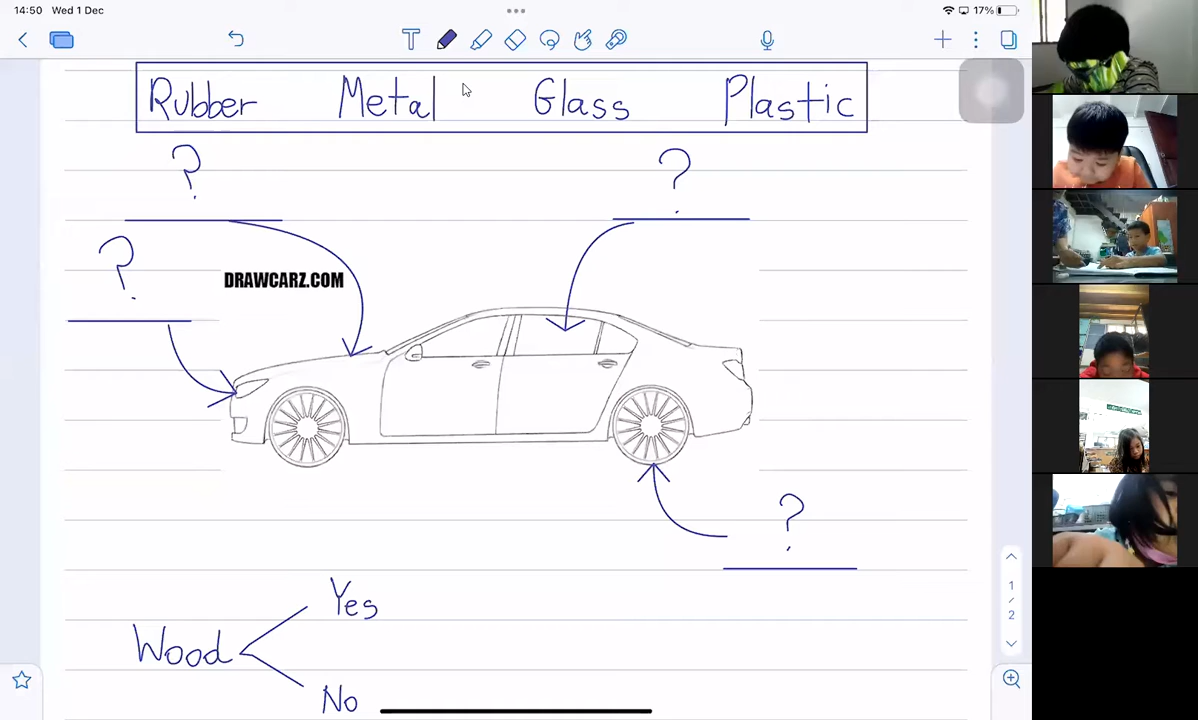 14:50 Wed 1 Dec
17%
Rubber Metal Glass Plastic
?
?
?
DRAWCARZ.COM
?
Yes
Wood
No
1
/
2